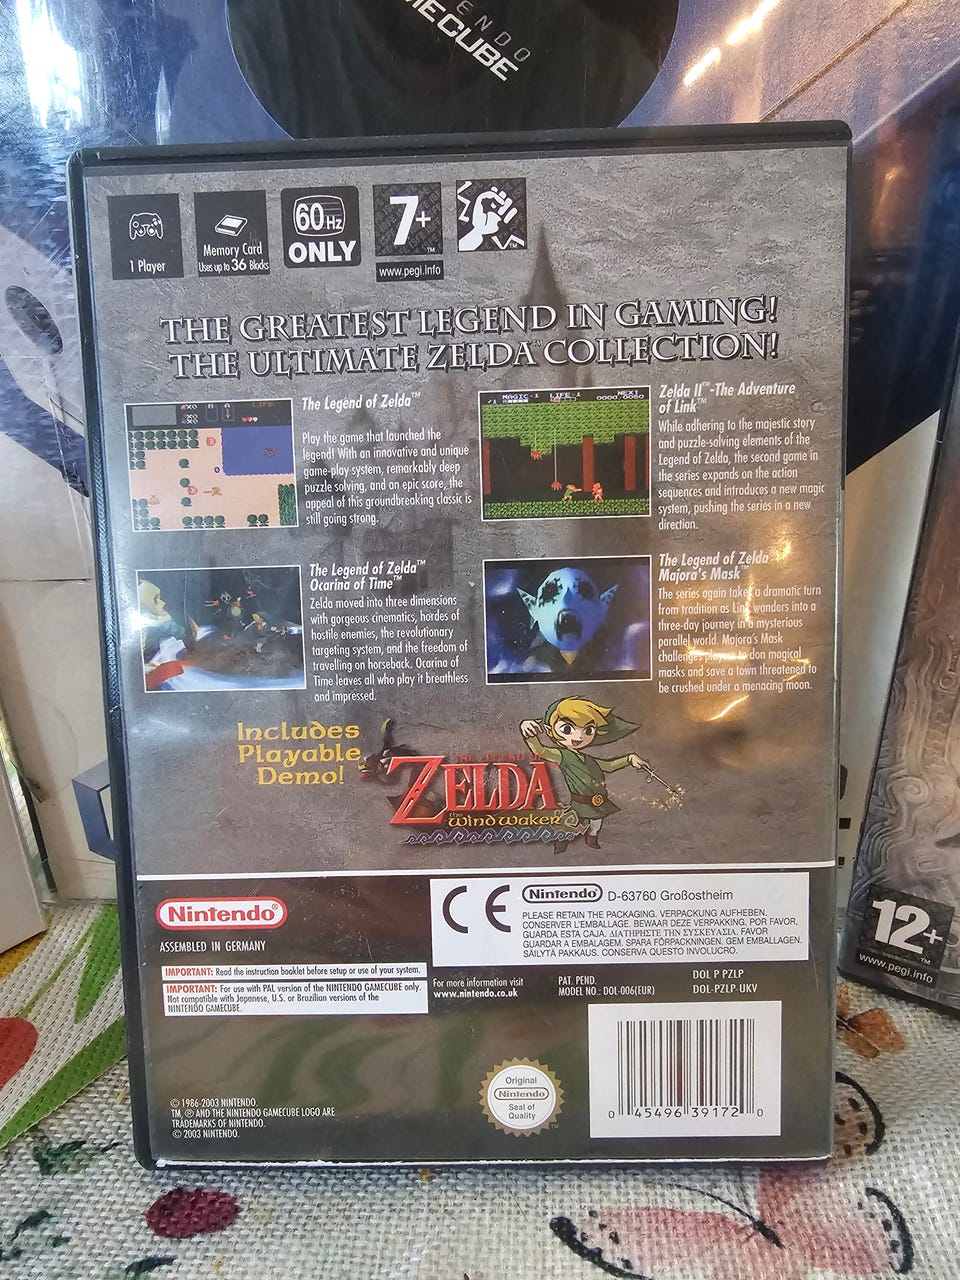 NENDO
MECUBE
1 Player
Memory Card
Uses up to 36 Blocks
60Hz
ONLY
7+
™
www.pegi.info
™
THE GREATEST LEGEND IN GAMING!
THE ULTIMATE ZELDA™ COLLECTION!
The Legend of Zelda™
Play the game that launched the
legend! With an innovative and unique
game-play system, remarkably deep
puzzle solving, and an epic score, the
appeal of this groundbreaking classic is
still going strong.
LIFE
MAGIC-1 LIFE-1 NEXT
Zelda II™-The Adventure
of Link™
While adhering to the majestic story
and puzzle-solving elements of the
Legend of Zelda, the second game in
the series expands on the action
sequences and introduces a new magic
system, pushing the series in a new
direction.
The Legend of Zelda™
Ocarina of Time™
Zelda moved into three dimensions
with gorgeous cinematics, hordes of
hostile enemies, the revolutionary
targeting system, and the freedom of
travelling on horseback. Ocarina of
Time leaves all who play it breathless
and impressed.
The Legend of Zelda™
Majora's Mask™
The series again takes a dramatic turn
from tradition as Link wanders into a
three-day journey in a mysterious
parallel world. Majora's Mask
challenges players to don magical
masks and save a town threatened to
be crushed under a menacing moon.
Includes
Playable
Demo!
THE LEGEND OF
ZELDA
the Wind Waker
Nintendo®
ASSEMBLED IN GERMANY
IMPORTANT: Read the instruction booklet before setup or use of your system.
IMPORTANT: For use with PAL version of the NINTENDO GAMECUBE only.
Not compatible with Japanese, U.S. or Brazilian versions of the
NINTENDO GAMECUBE.
CE
Nintendo® D-63760 Großostheim
PLEASE RETAIN THE PACKAGING. VERPACKUNG AUFHEBEN.
CONSERVER L'EMBALLAGE. BEWAAR DEZE VERPAKKING. POR FAVOR,
GUARDA ESTA CAJA. ΔΙΑΤΗΡΗΣΤΕ ΤΗΝ ΣΥΣΚΕΥΑΣΙΑ. FAVOR
GUARDAR A EMBALAGEM. SPARA FÖRPACKNINGEN. GEM EMBALLAGEN.
SÄILYTÄ PAKKAUS. CONSERVA QUESTO INVOLUCRO.
For more information visit
www.nintendo.co.uk
PAT. PEND.
MODEL NO.: DOL-006(EUR)
DOL P PZLP
DOL-PZLP-UKV
Original
Nintendo
Seal of
Quality
™
0 45496 39172 0
© 1986-2003 NINTENDO.
TM, ® AND THE NINTENDO GAMECUBE LOGO ARE
TRADEMARKS OF NINTENDO.
© 2003 NINTENDO.
12+
www.pegi.info